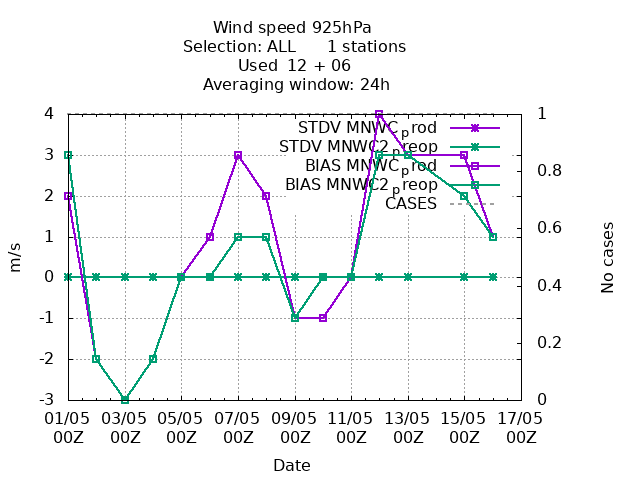 Wind speed 925hPa
Selection: ALL      1 stations
Used 12 + 06
Averaging window: 24h
STDV MNWC_prod
STDV MNWC2_preop
BIAS MNWC_prod
BIAS MNWC2_preop
CASES
4
3
2
1
0
-1
-2
-3
m/s
1
0.8
0.6
0.4
0.2
0
No cases
01/05 03/05 05/05 07/05 09/05 11/05 13/05 15/05 17/05
00Z 00Z 00Z 00Z 00Z 00Z 00Z 00Z 00Z
Date